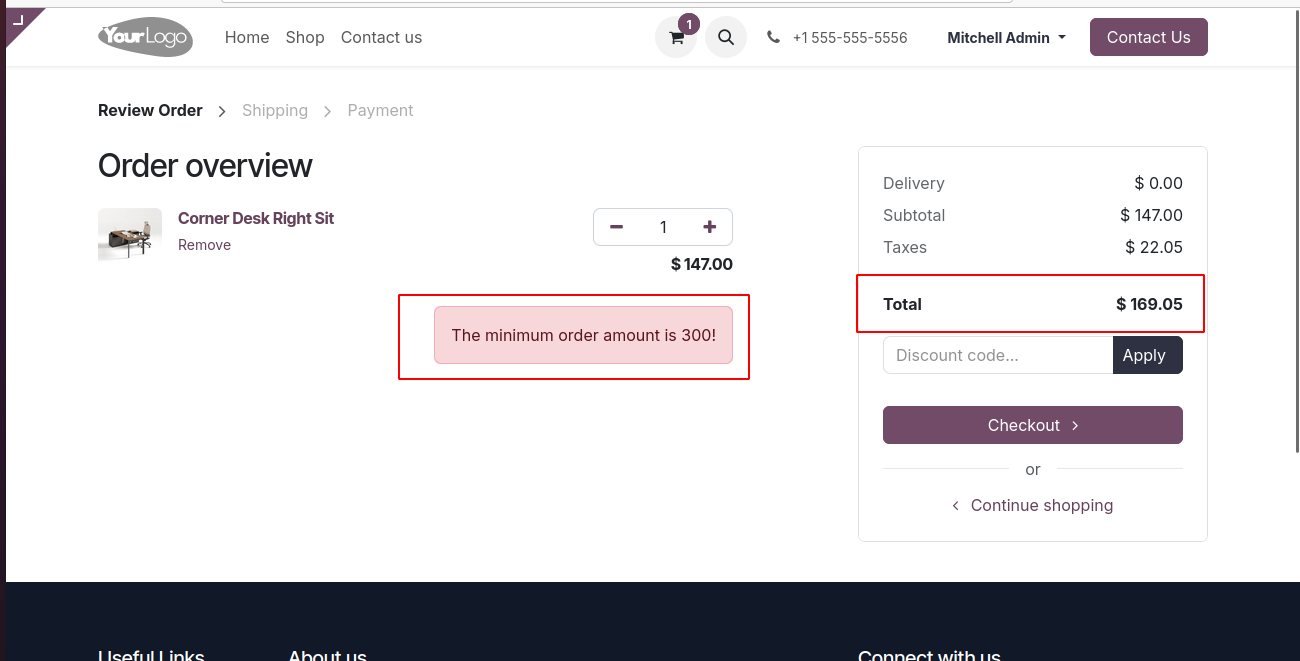 YourLogo
Home Shop Contact us
1
+1 555-555-5556
Mitchell Admin
Contact Us
Review Order > Shipping > Payment
Order overview
Corner Desk Right Sit
Remove
1
$ 147.00
The minimum order amount is 300!
Delivery $ 0.00
Subtotal $ 147.00
Taxes $ 22.05
Total $ 169.05
Discount code...
Apply
Checkout >
or
< Continue shopping
Useful Links
About us
Connect with us